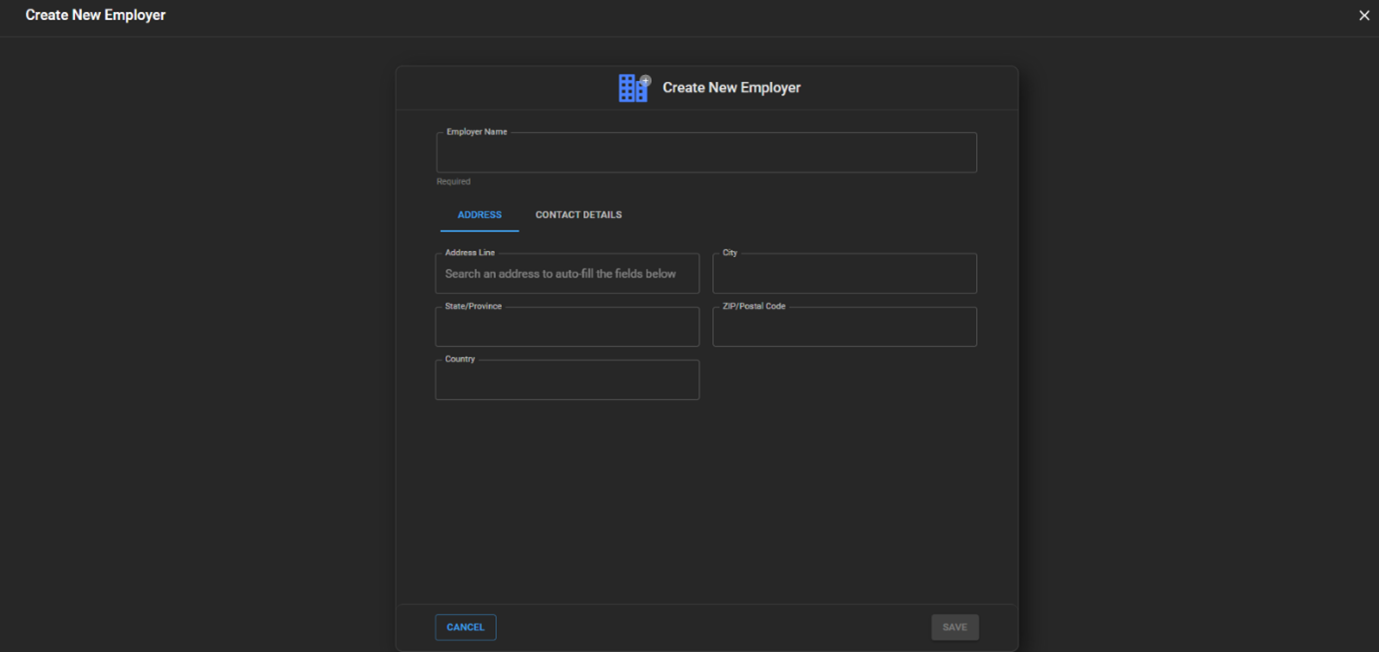 Create New Employer
Create New Employer
Employer Name
Required
ADDRESS CONTACT DETAILS
Address Line City
Search an address to auto-fill the fields below
State/Province ZIP/Postal Code
Country
CANCEL SAVE